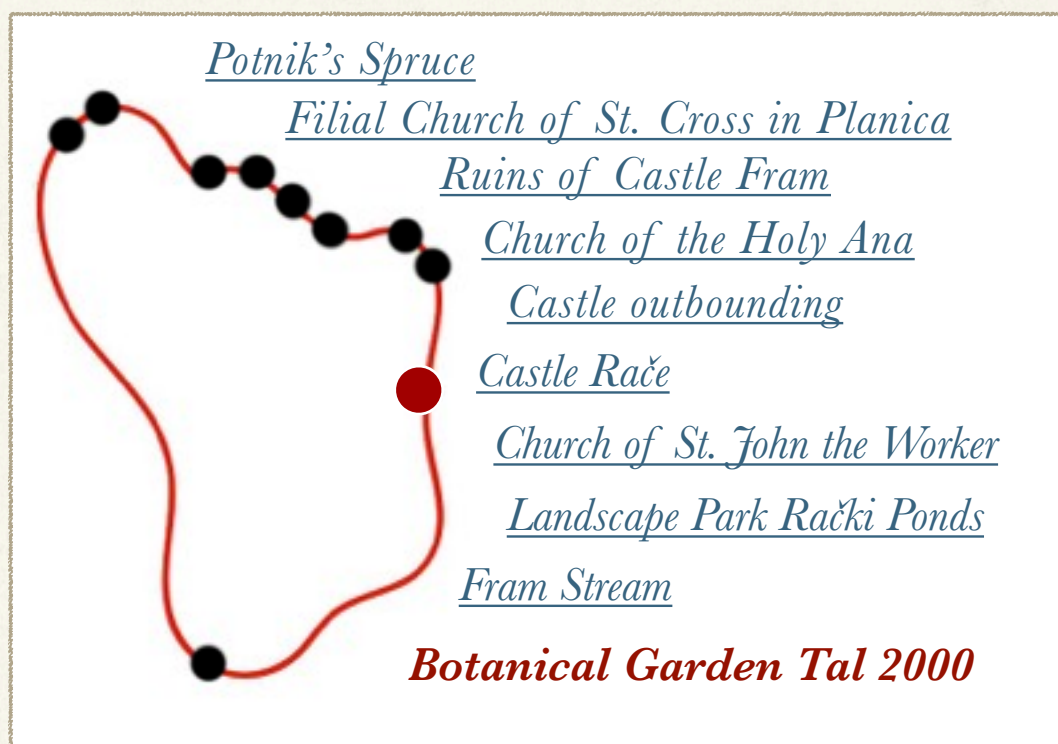 Potnik’s Spruce
Filial Church of St. Cross in Planica
Ruins of Castle Fram
Church of the Holy Ana
Castle outbounding
Castle Rače
Church of St. John the Worker
Landscape Park Rački Ponds
Fram Stream
Botanical Garden Tal 2000